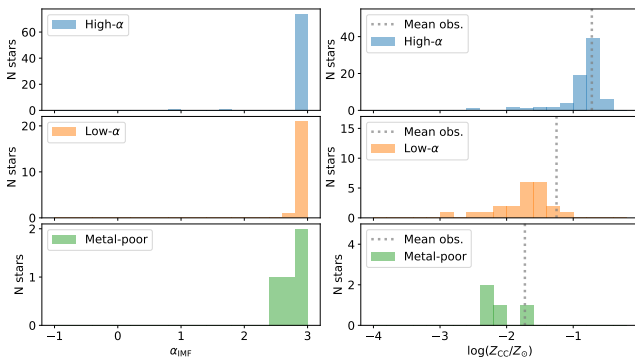 High-α
N stars
60
40
20
0
Mean obs.
High-α
N stars
40
20
0
Low-α
N stars
20
10
0
Mean obs.
Low-α
N stars
15
10
5
0
Metal-poor
N stars
2
1
0
−1 0 1 2 3
α_IMF
Mean obs.
Metal-poor
N stars
4
2
0
−4 −3 −2 −1
log(Z_CC/Z_⊙)